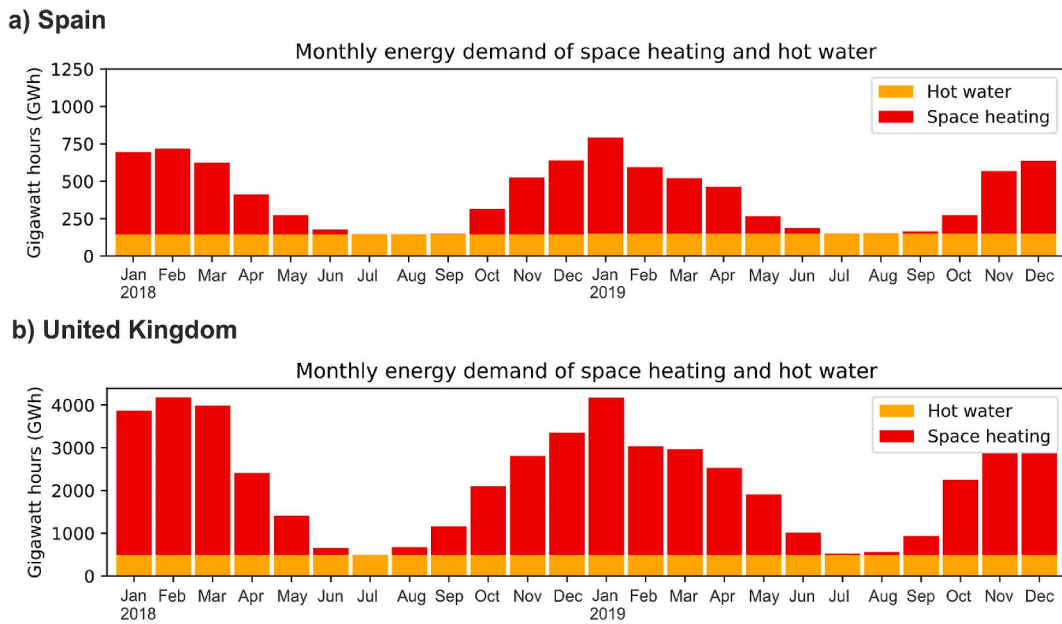 a) Spain
Monthly energy demand of space heating and hot water
Gigawatt hours (GWh)
1250
1000
750
500
250
0
Hot water
Space heating
Jan Feb Mar Apr May Jun Jul Aug Sep Oct Nov Dec Jan Feb Mar Apr May Jun Jul Aug Sep Oct Nov Dec
2018 2019
b) United Kingdom
Monthly energy demand of space heating and hot water
Gigawatt hours (GWh)
4000
3000
2000
1000
0
Hot water
Space heating
Jan Feb Mar Apr May Jun Jul Aug Sep Oct Nov Dec Jan Feb Mar Apr May Jun Jul Aug Sep Oct Nov Dec
2018 2019